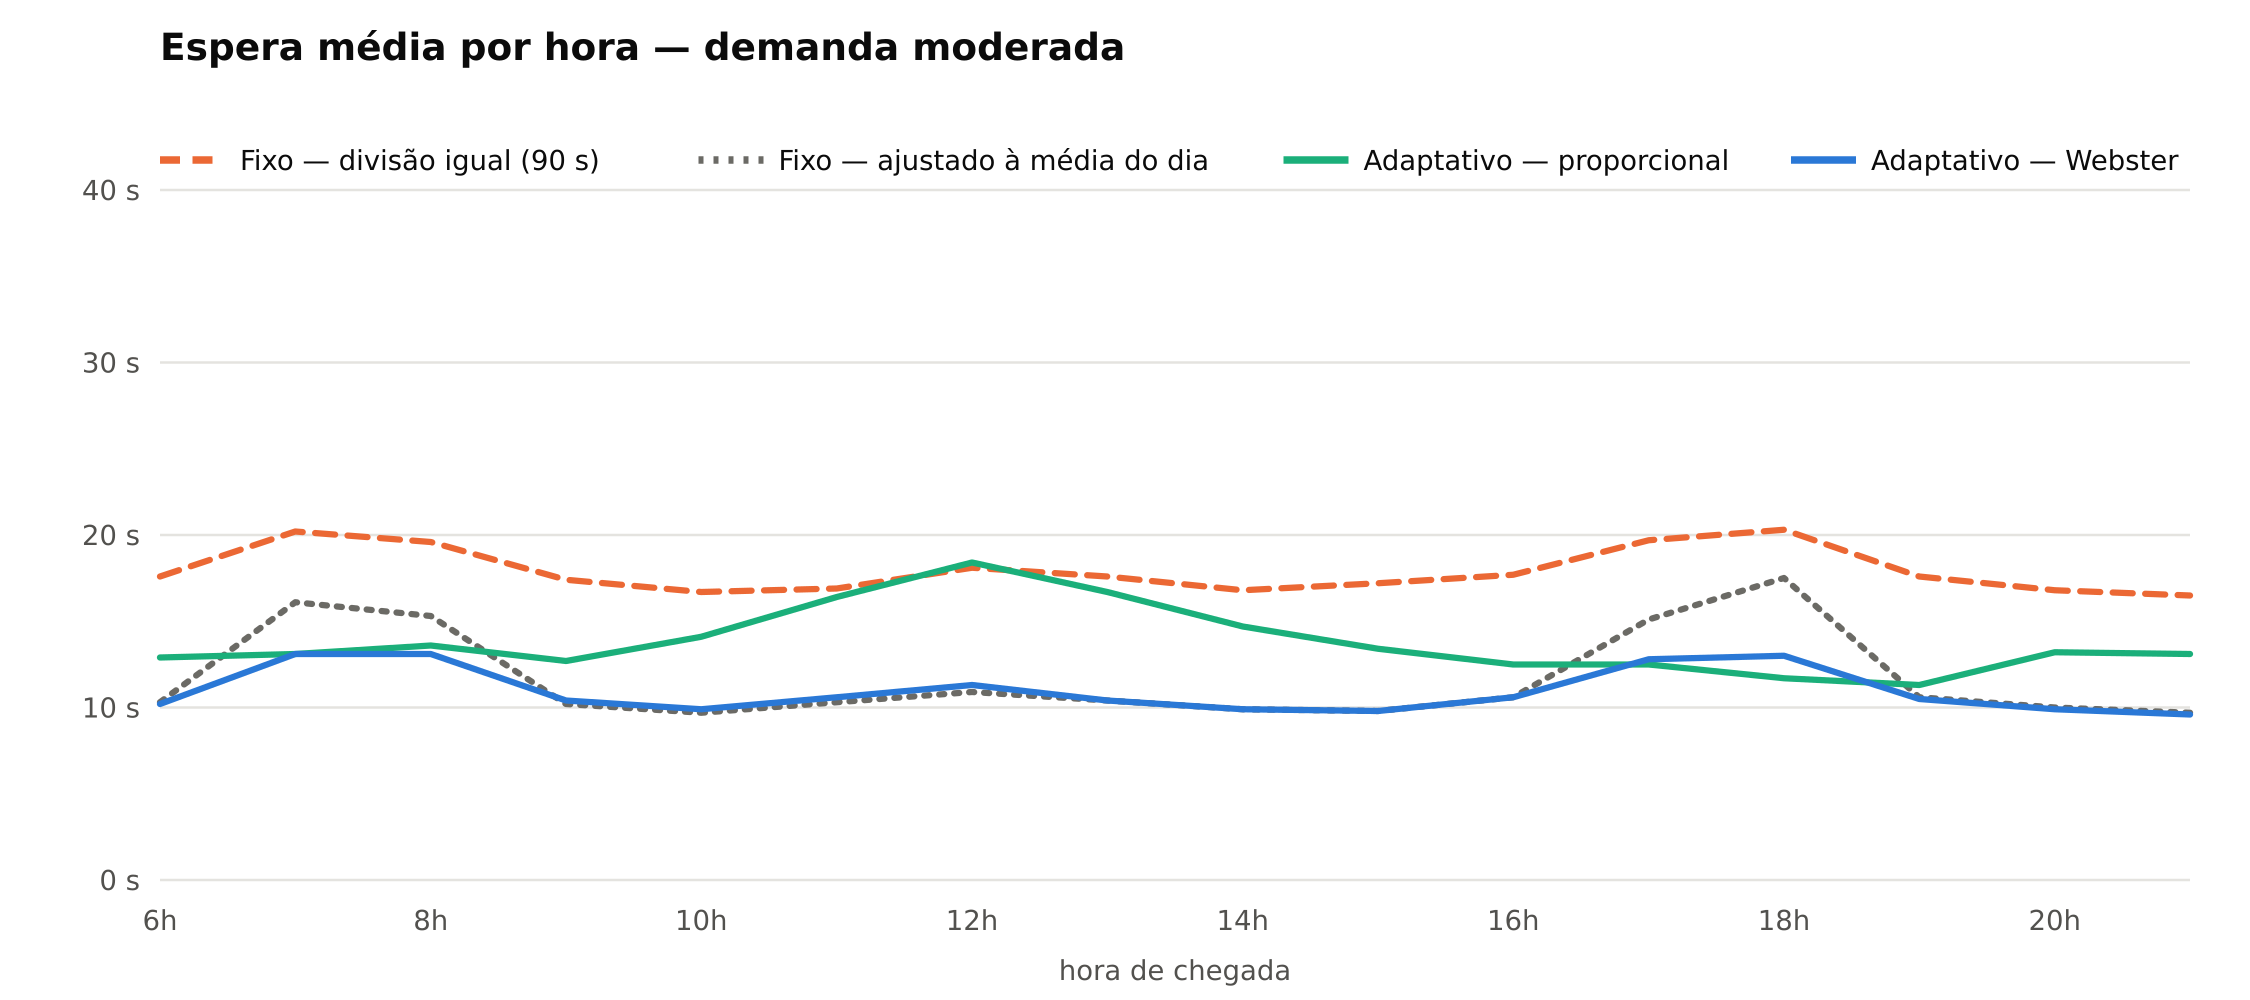 Espera média por hora — demanda moderada
Fixo — divisão igual (90 s) Fixo — ajustado à média do dia Adaptativo — proporcional Adaptativo — Webster
40 s
30 s
20 s
10 s
0 s
6h 8h 10h 12h 14h 16h 18h 20h
hora de chegada